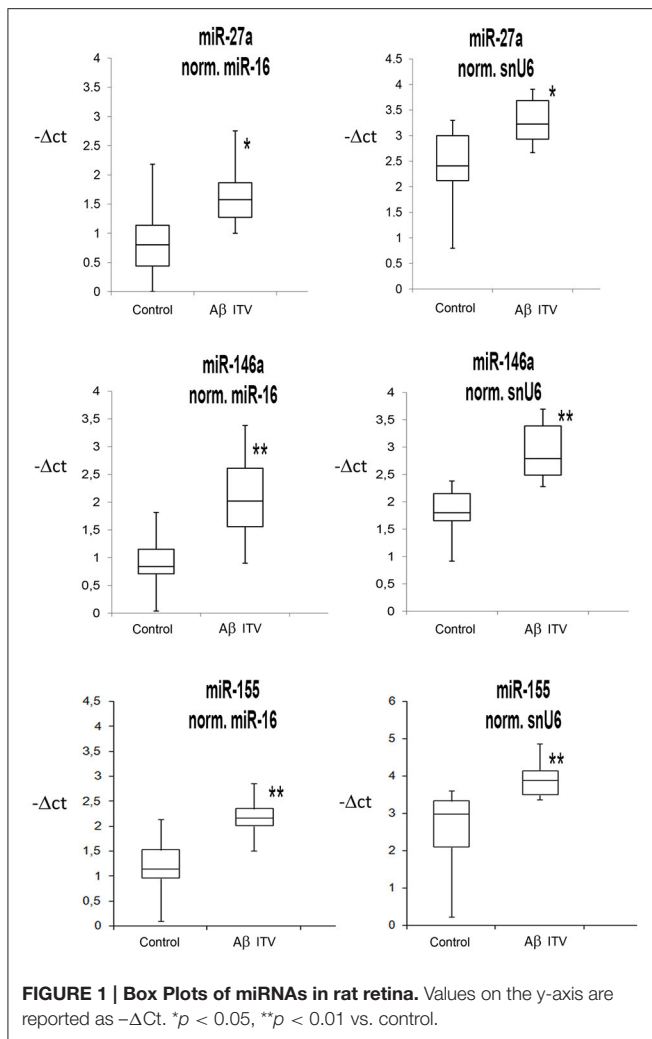 miR-27a
norm. miR-16
4
3.5
3
2.5
2
1.5
1
0.5
0
-Δct
*
Control
Aβ ITV
miR-27a
norm. snU6
4.5
4
3.5
3
2.5
2
1.5
1
0.5
0
*
Control
Aβ ITV
miR-146a
norm. miR-16
4
3,5
3
2,5
2
1,5
1
0,5
0
-Δct
**
Control
Aβ ITV
miR-146a
norm. snU6
4
3,5
3
2,5
2
1,5
1
0,5
0
-Δct
**
Control
Aβ ITV
miR-155
norm. miR-16
4,5
4
3,5
3
2,5
2
1,5
1
0,5
0
-Δct
**
Control
Aβ ITV
miR-155
norm. snU6
6
5
4
3
2
1
0
-Δct
**
Control
Aβ ITV
FIGURE 1 | Box Plots of miRNAs in rat retina. Values on the y-axis are
reported as –ΔCt. *p < 0.05, **p < 0.01 vs. control.